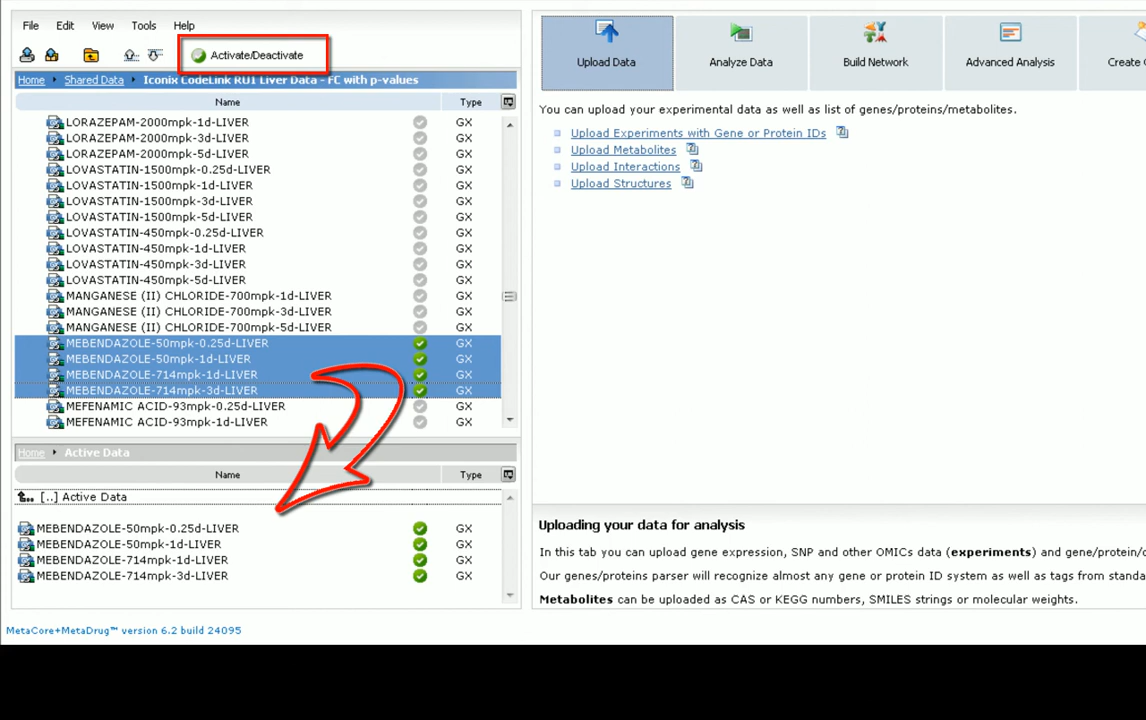 File Edit View Tools Help
Activate/Deactivate
Home Shared Data Iconix CodeLink RU1 Liver Data - FC with p-values
Name Type
LORAZEPAM-2000mpk-1d-LIVER GX
LORAZEPAM-2000mpk-3d-LIVER GX
LORAZEPAM-2000mpk-5d-LIVER GX
LOVASTATIN-1500mpk-0.25d-LIVER GX
LOVASTATIN-1500mpk-1d-LIVER GX
LOVASTATIN-1500mpk-3d-LIVER GX
LOVASTATIN-1500mpk-5d-LIVER GX
LOVASTATIN-450mpk-0.25d-LIVER GX
LOVASTATIN-450mpk-1d-LIVER GX
LOVASTATIN-450mpk-3d-LIVER GX
LOVASTATIN-450mpk-5d-LIVER GX
MANGANESE (II) CHLORIDE-700mpk-1d-LIVER GX
MANGANESE (II) CHLORIDE-700mpk-3d-LIVER GX
MANGANESE (II) CHLORIDE-700mpk-5d-LIVER GX
MEBENDAZOLE-50mpk-0.25d-LIVER GX
MEBENDAZOLE-50mpk-1d-LIVER GX
MEBENDAZOLE-714mpk-1d-LIVER GX
MEBENDAZOLE-714mpk-3d-LIVER GX
MEFENAMIC ACID-93mpk-0.25d-LIVER GX
MEFENAMIC ACID-93mpk-1d-LIVER GX
Home Active Data
Name Type
[..] Active Data
MEBENDAZOLE-50mpk-0.25d-LIVER GX
MEBENDAZOLE-50mpk-1d-LIVER GX
MEBENDAZOLE-714mpk-1d-LIVER GX
MEBENDAZOLE-714mpk-3d-LIVER GX
MetaCore+MetaDrug™ version 6.2 build 24095
Upload Data Analyze Data Build Network Advanced Analysis Create
You can upload your experimental data as well as list of genes/proteins/metabolites.
Upload Experiments with Gene or Protein IDs
Upload Metabolites
Upload Interactions
Upload Structures
Uploading your data for analysis
In this tab you can upload gene expression, SNP and other OMICs data (experiments) and gene/protein/
Our genes/proteins parser will recognize almost any gene or protein ID system as well as tags from standa
Metabolites can be uploaded as CAS or KEGG numbers, SMILES strings or molecular weights.